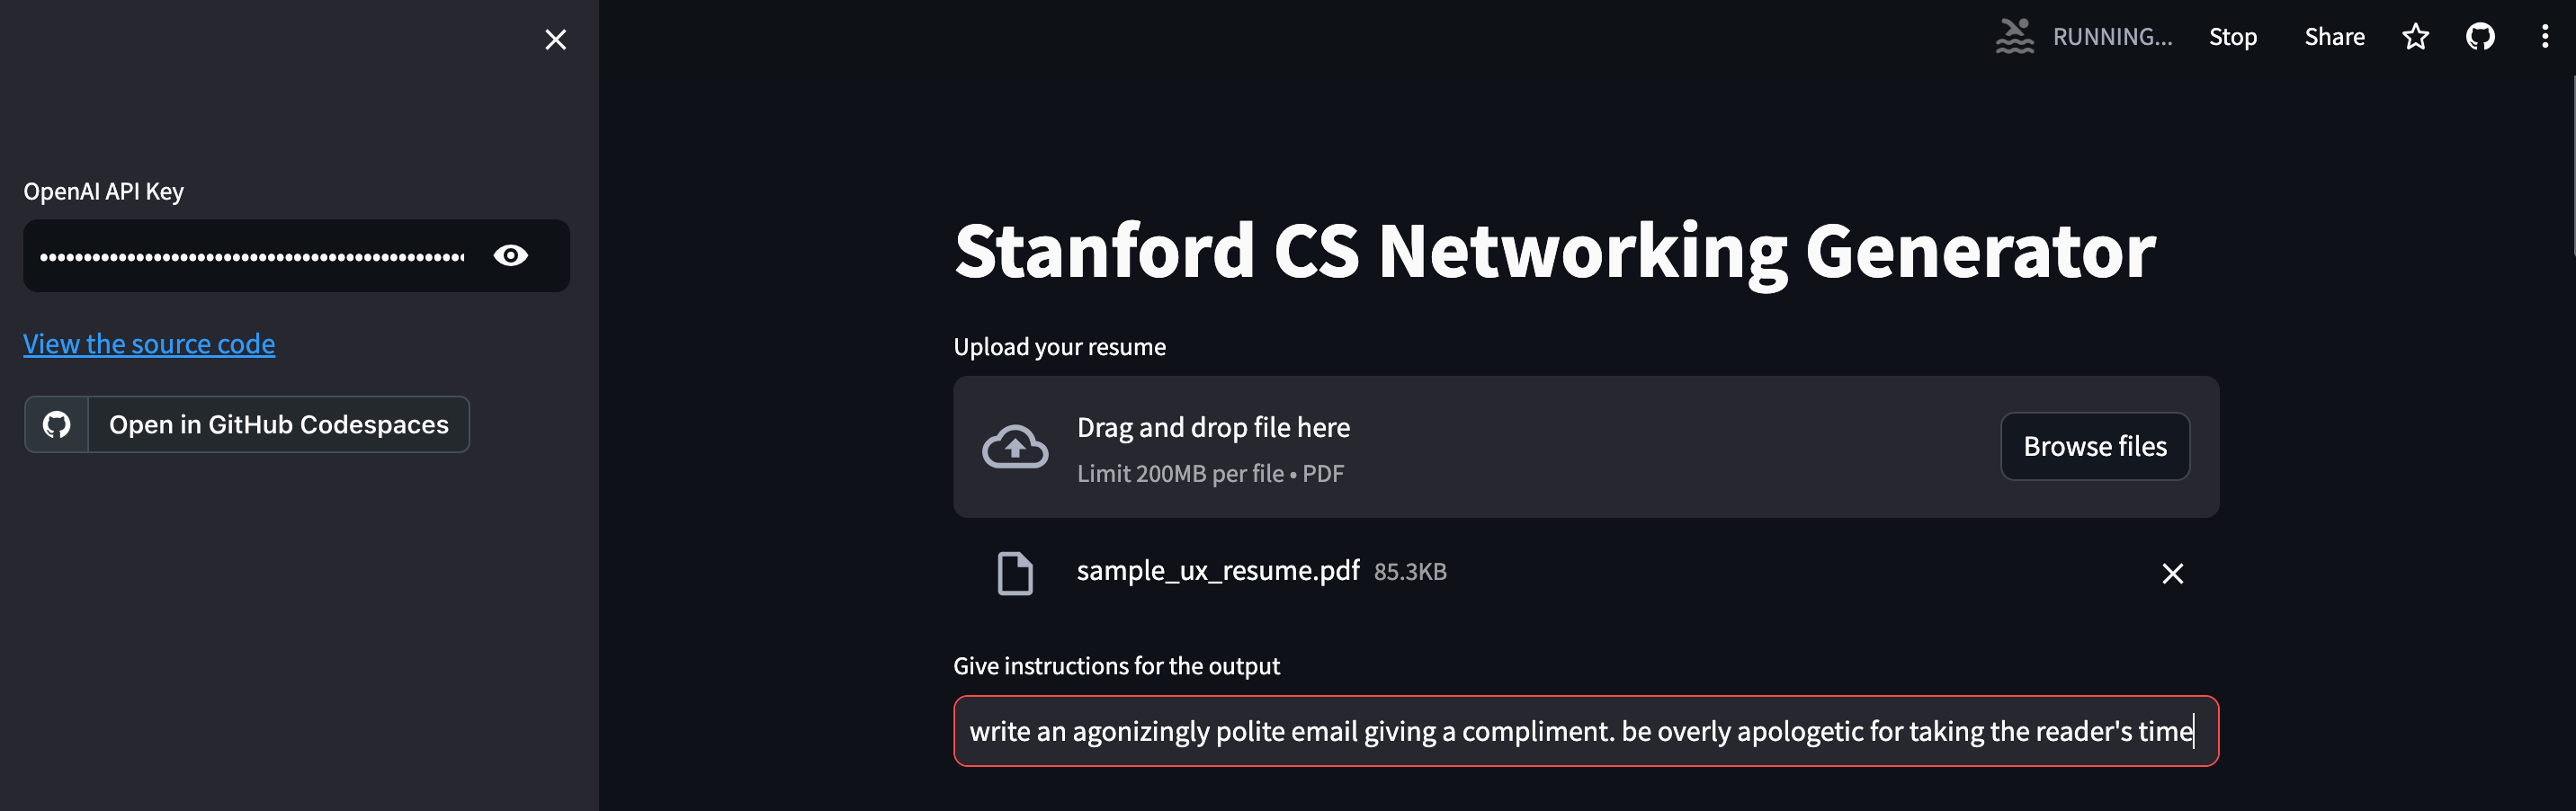 RUNNING...
Stop
Share
OpenAI API Key
••••••••••••••••••••••••••••••••••••••••••••••••••
View the source code
Open in GitHub Codespaces
Stanford CS Networking Generator
Upload your resume
Drag and drop file here
Limit 200MB per file • PDF
Browse files
sample_ux_resume.pdf 85.3KB
Give instructions for the output
write an agonizingly polite email giving a compliment. be overly apologetic for taking the reader's time